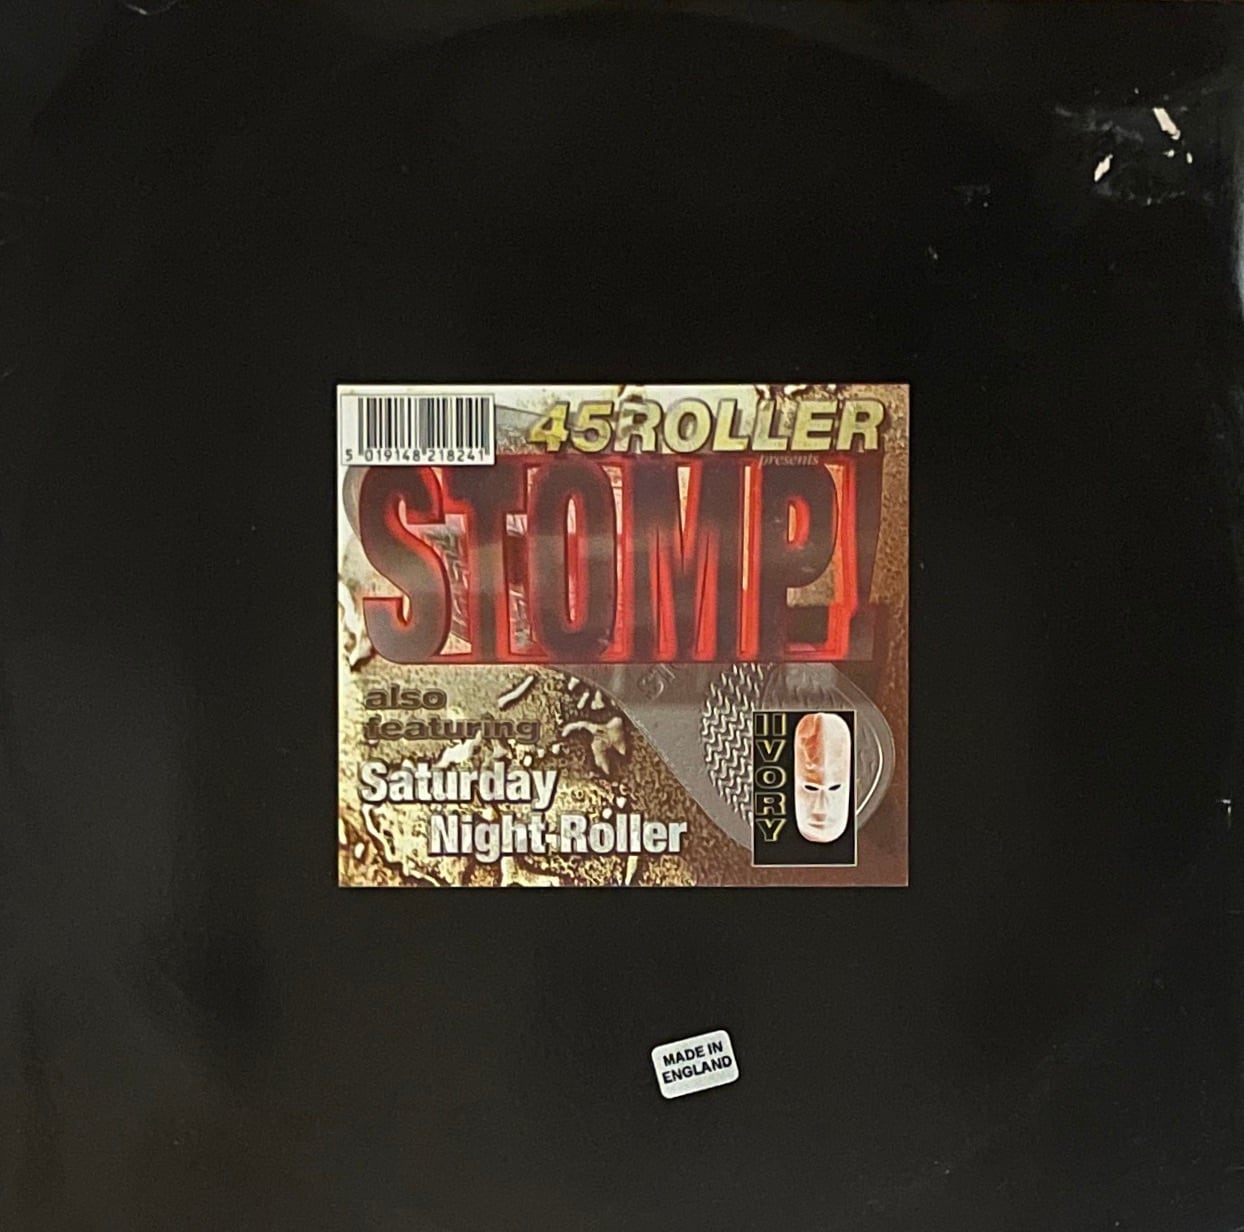 45ROLLER
presents
5 019148 218241
STOMP!
also
featuring
Saturday
Night Roller
IVORY
MADE IN
ENGLAND